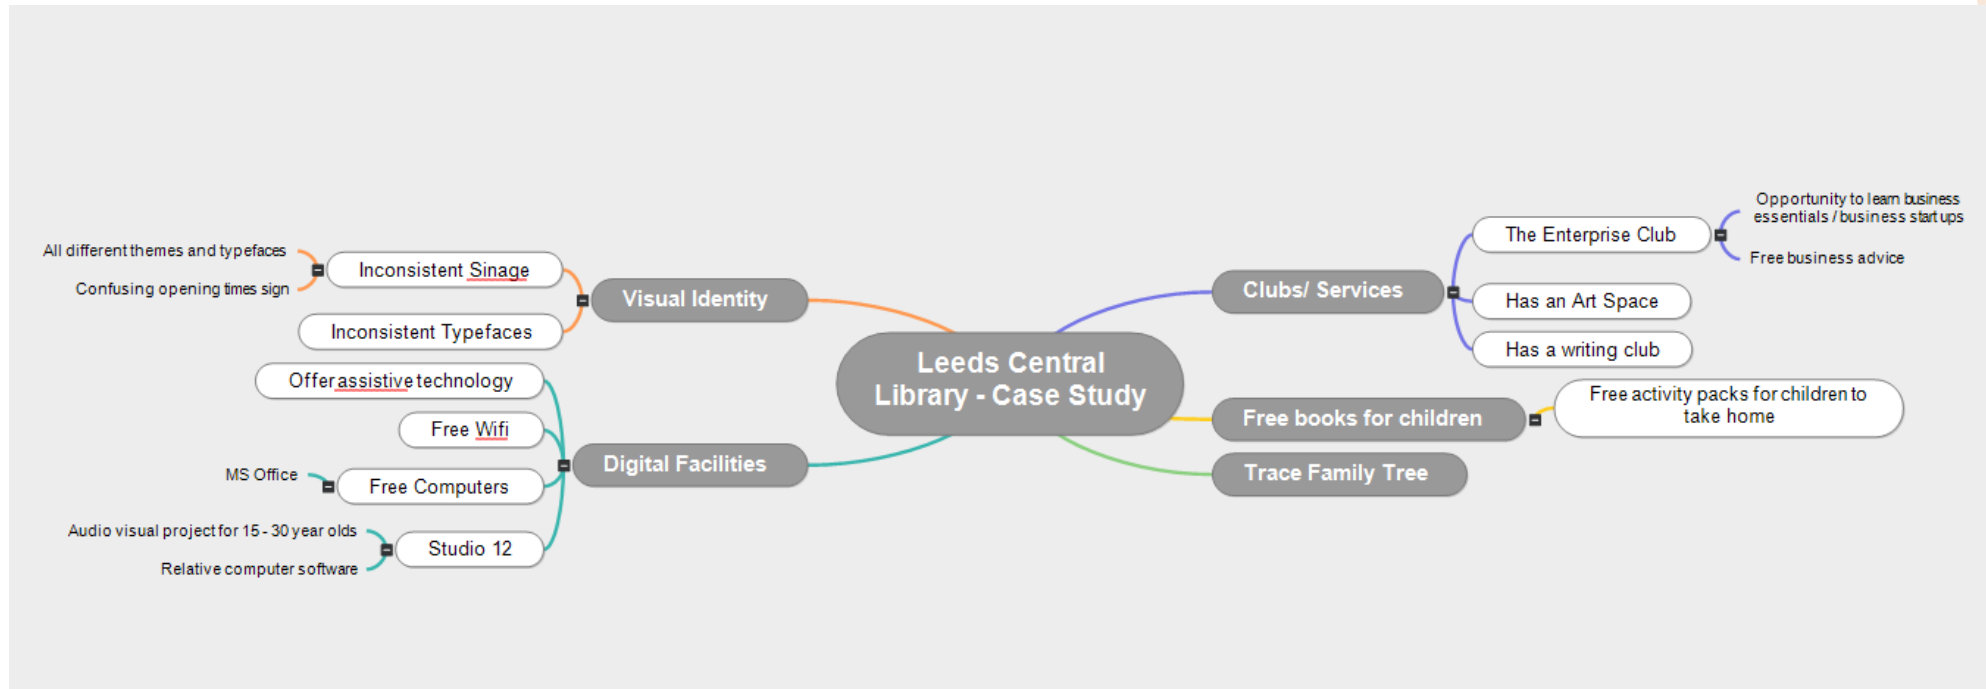 Leeds Central
Library - Case Study
Visual Identity
Inconsistent Sinage
All different themes and typefaces
Confusing opening times sign
Inconsistent Typefaces
Digital Facilities
Offer assistive technology
Free Wifi
Free Computers
MS Office
Studio 12
Audio visual project for 15 - 30 year olds
Relative computer software
Clubs/ Services
The Enterprise Club
Opportunity to learn business
essentials / business start ups
Free business advice
Has an Art Space
Has a writing club
Free books for children
Free activity packs for children to
take home
Trace Family Tree